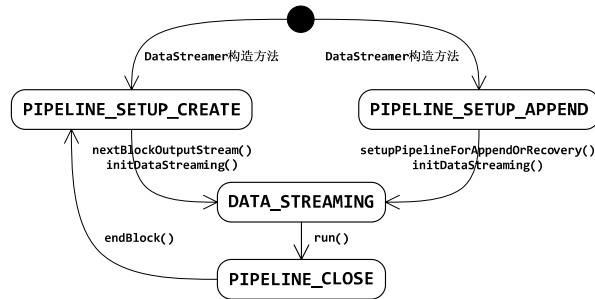 DataStreamer构造方法
DataStreamer构造方法
PIPELINE_SETUP_CREATE
PIPELINE_SETUP_APPEND
nextBlockOutputStream()
initDataStreaming()
setupPipelineForAppendOrRecovery()
initDataStreaming()
DATA_STREAMING
endBlock()
run()
PIPELINE_CLOSE